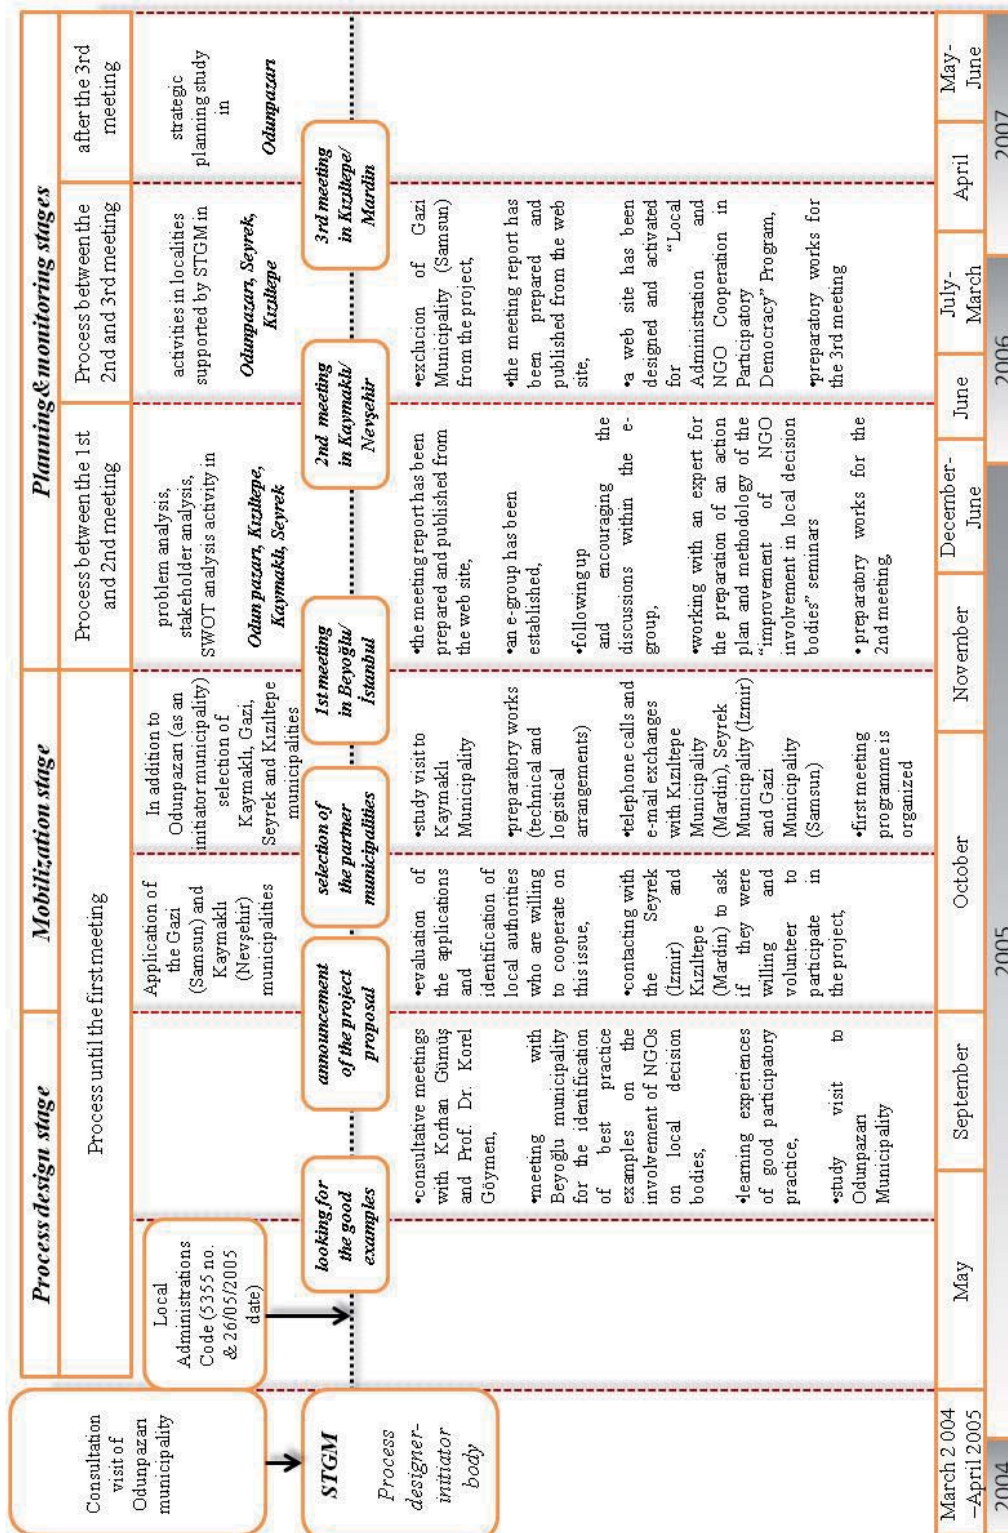 Process design stage
Mobilization stage
Planning&monitoring stages
Process until the first meeting
Process between the 1st
and 2nd meeting
Process between the
2nd and 3rd meeting
after the 3rd
meeting
Consultation
visit of
Odunpazarı
municipality
Local
Administrations
Code (5355 no.
& 26/05/2005
date)
Application of
the Gazi
(Samsun) and
Kaymaklı
(Nevşehir)
municipalities
In addition to
Odunpazarı (as an
initiator municipality)
selection of
Kaymaklı, Gazi,
Seyrek and Kızıltepe
municipalities
problem analysis,
stakeholder analysis,
SWOT analysis activity in
Odunpazarı, Kızıltepe,
Kaymaklı, Seyrek
activities in localities
supported by STGM in
Odunpazarı, Seyrek,
Kızıltepe
strategic
planning study
in
Odunpazarı
STGM
Process
designer-
initiator
body
looking for
the good
examples
announcement
of the project
proposal
selection of
the partner
municipalities
1st meeting
in Beyoğlu/
İstanbul
2nd meeting
in Kaymaklı/
Nevşehir
3rd meeting
in Kızıltepe/
Mardin
•consultative meetings
with Korhan Gümüş
and Prof. Dr. Korel
Göymen,
•meeting with
Beyoğlu municipality
for the identification
of best practice
examples on the
involvement of NGOs
on local decision
bodies,
•learning experiences
of good participatory
practice,
•study visit to
Odunpazarı
Municipality
•evaluation of
the applications
and
identification of
local authorities
who are willing
to cooperate on
this issue,
•contacting with
the Seyrek
(İzmir) and
Kızıltepe
(Mardin) to ask
if they were
willing and
volunteer to
participate in
the project,
•study visit to
Kaymaklı
Municipality
•preparatory works
(technical and
logistical
arrangements)
•telephone calls and
e-mail exchanges
with Kızıltepe
Municipality
(Mardin), Seyrek
Municipality (İzmir)
and Gazi
Municipality
(Samsun)
•first meeting
programme is
organized
•the meeting report has been
prepared and published from
the web site,
•an e-group has been
established,
•following up
and encouraging the
discussions within the e-
group,
•working with an expert for
the preparation of an action
plan and methodology of the
“improvement of NGO
involvement in local decision
bodies” seminars
• preparatory works for the
2nd meeting,
•exclucion of Gazi
Municipality (Samsun)
from the project,
•the meeting report has
been prepared and
published from the web
site,
•a web site has been
designed and activated
for “Local
Administration and
NGO Cooperation in
Participatory
Democracy” Program,
•preparatory works for
the 3rd meeting
March 2004
–April 2005
May
September
October
November
December-
June
June
July-
March
April
May-
June
2004
2005
2006
2007